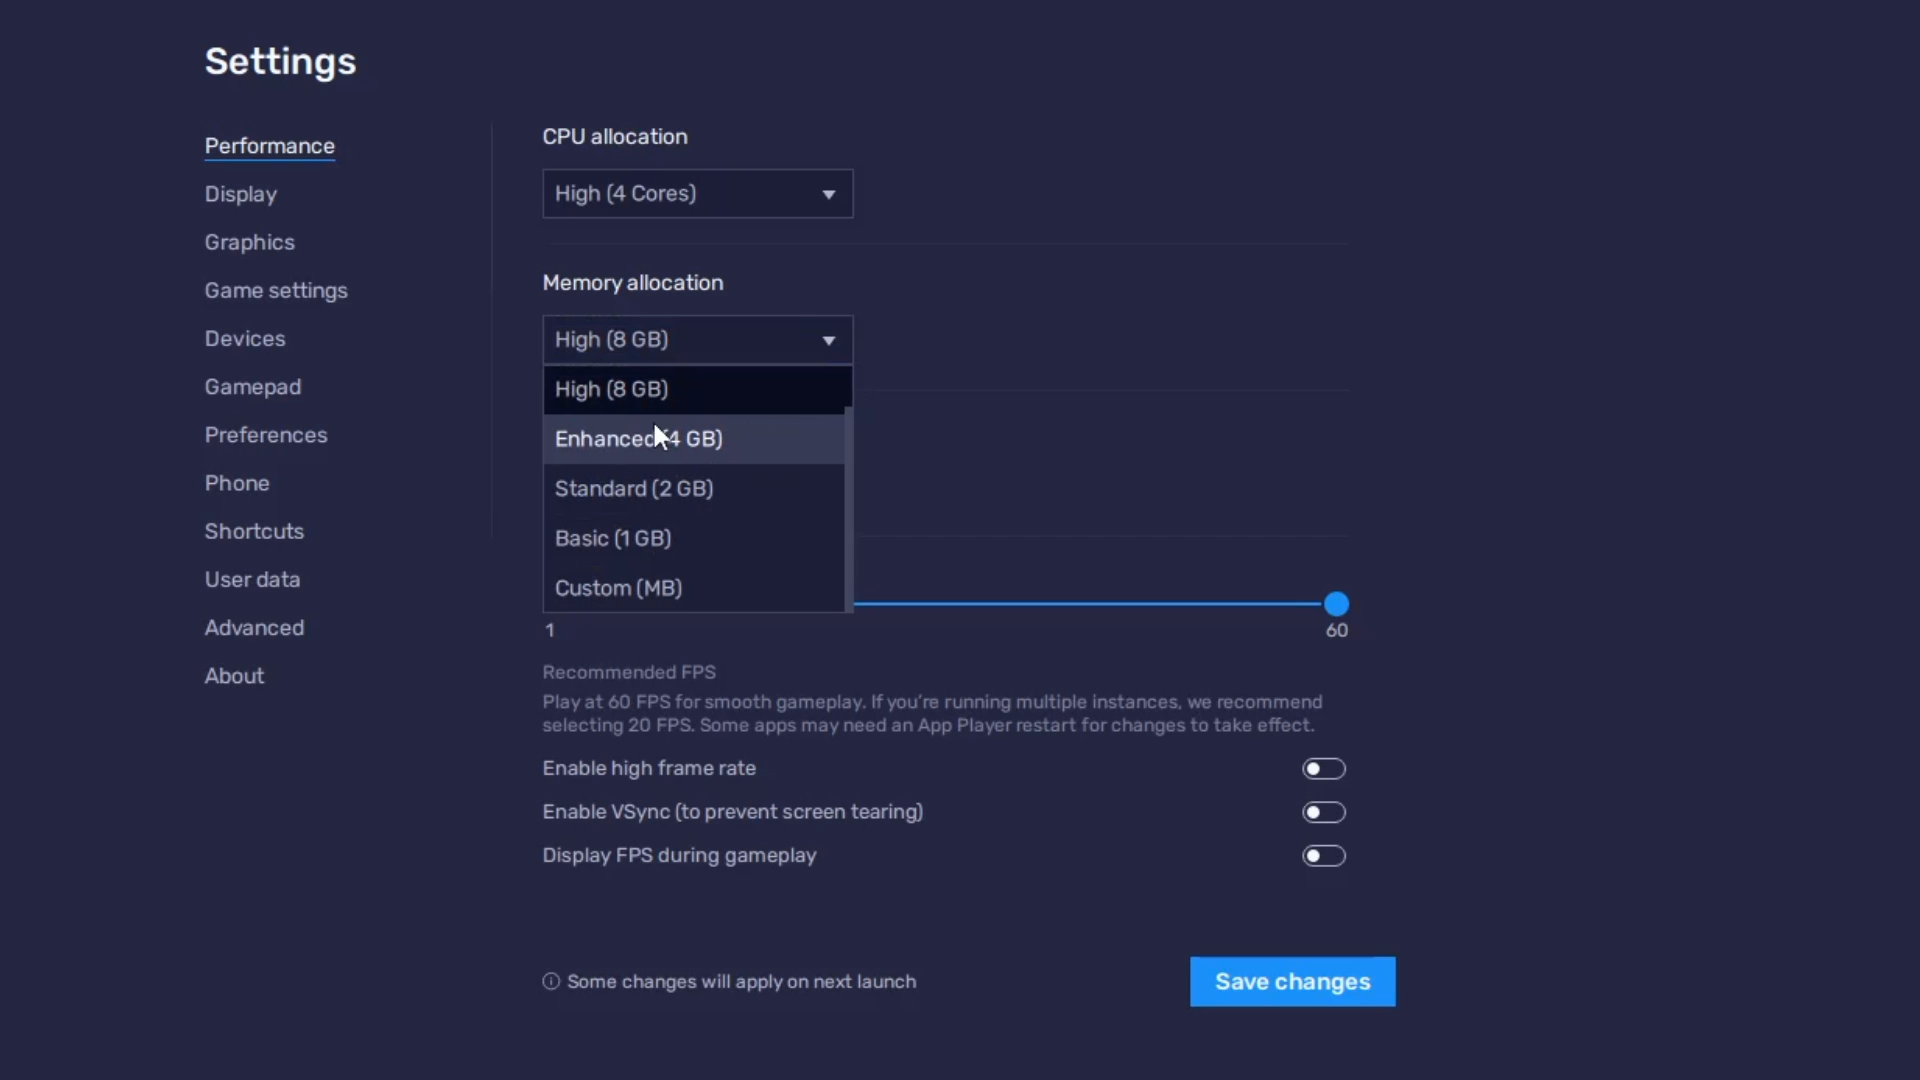 Settings
Performance
Display
Graphics
Game settings
Devices
Gamepad
Preferences
Phone
Shortcuts
User data
Advanced
About
CPU allocation
High (4 Cores)
Memory allocation
High (8 GB)
High (8 GB)
Enhanced (4 GB)
Standard (2 GB)
Basic (1 GB)
Custom (MB)
1
60
Recommended FPS
Play at 60 FPS for smooth gameplay. If you’re running multiple instances, we recommend
selecting 20 FPS. Some apps may need an App Player restart for changes to take effect.
Enable high frame rate
Enable VSync (to prevent screen tearing)
Display FPS during gameplay
Some changes will apply on next launch
Save changes